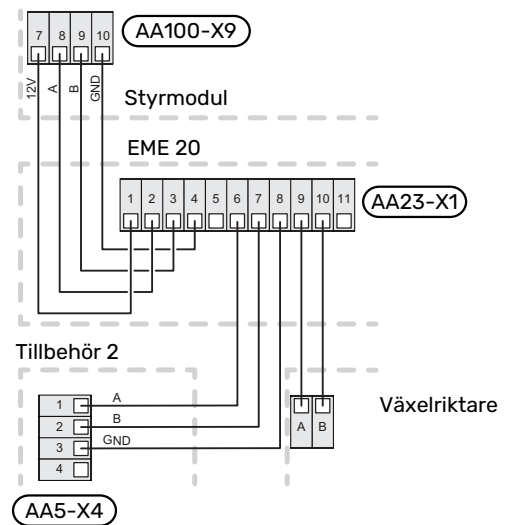 7 8 9 10
AA100-X9
12V
A
B
GND
Styrmodul
EME 20
1 2 3 4 5 6 7 8 9 10 11
AA23-X1
Tillbehör 2
1
A
2
B
3
GND
4
A B
Växelriktare
AA5-X4